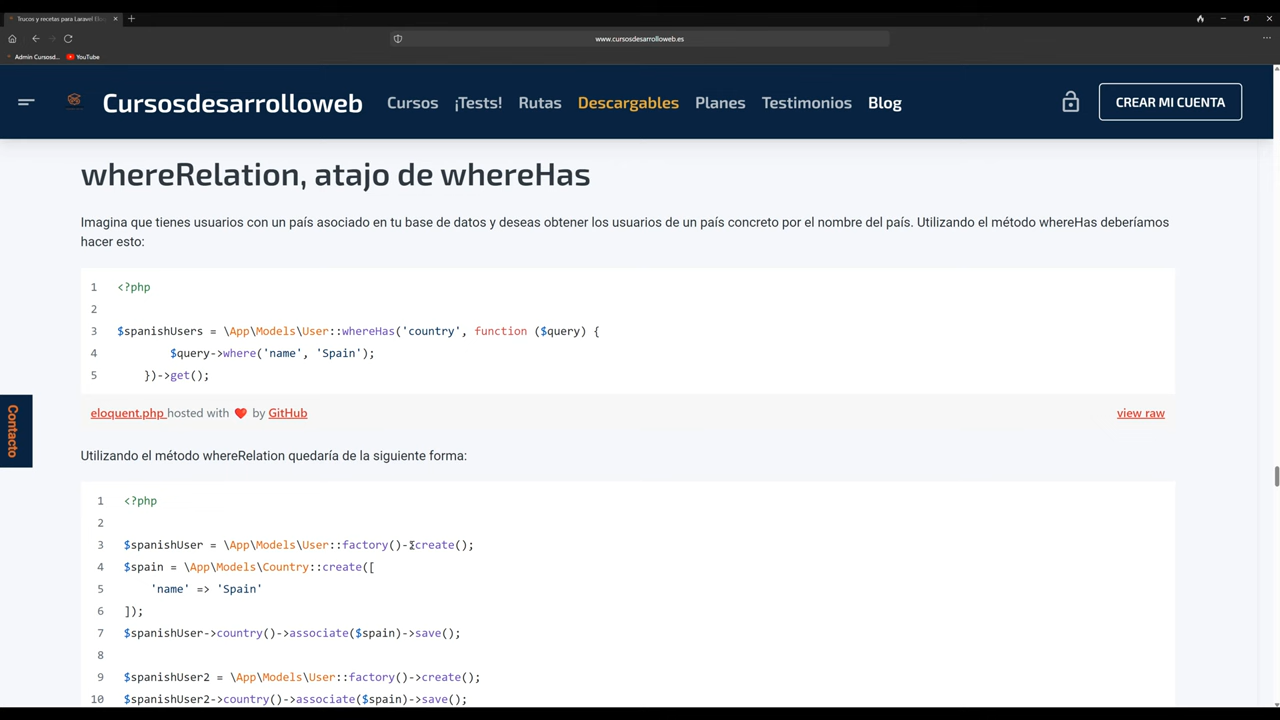 Trucos y recetas para Laravel Elo
www.cursosdesarrolloweb.es
Admin Cursosd... YouTube
Cursosdesarrolloweb Cursos ¡Tests! Rutas Descargables Planes Testimonios Blog CREAR MI CUENTA
whereRelation, atajo de whereHas
Imagina que tienes usuarios con un país asociado en tu base de datos y deseas obtener los usuarios de un país concreto por el nombre del país. Utilizando el método whereHas deberíamos
hacer esto:
1 <?php
2
3 $spanishUsers = \App\Models\User::whereHas('country', function ($query) {
4 $query->where('name', 'Spain');
5 })->get();
eloquent.php hosted with ❤ by GitHub view raw
Contacto
Utilizando el método whereRelation quedaría de la siguiente forma:
1 <?php
2
3 $spanishUser = \App\Models\User::factory()->create();
4 $spain = \App\Models\Country::create([
5 'name' => 'Spain'
6 ]);
7 $spanishUser->country()->associate($spain)->save();
8
9 $spanishUser2 = \App\Models\User::factory()->create();
10 $spanishUser2->country()->associate($spain)->save();